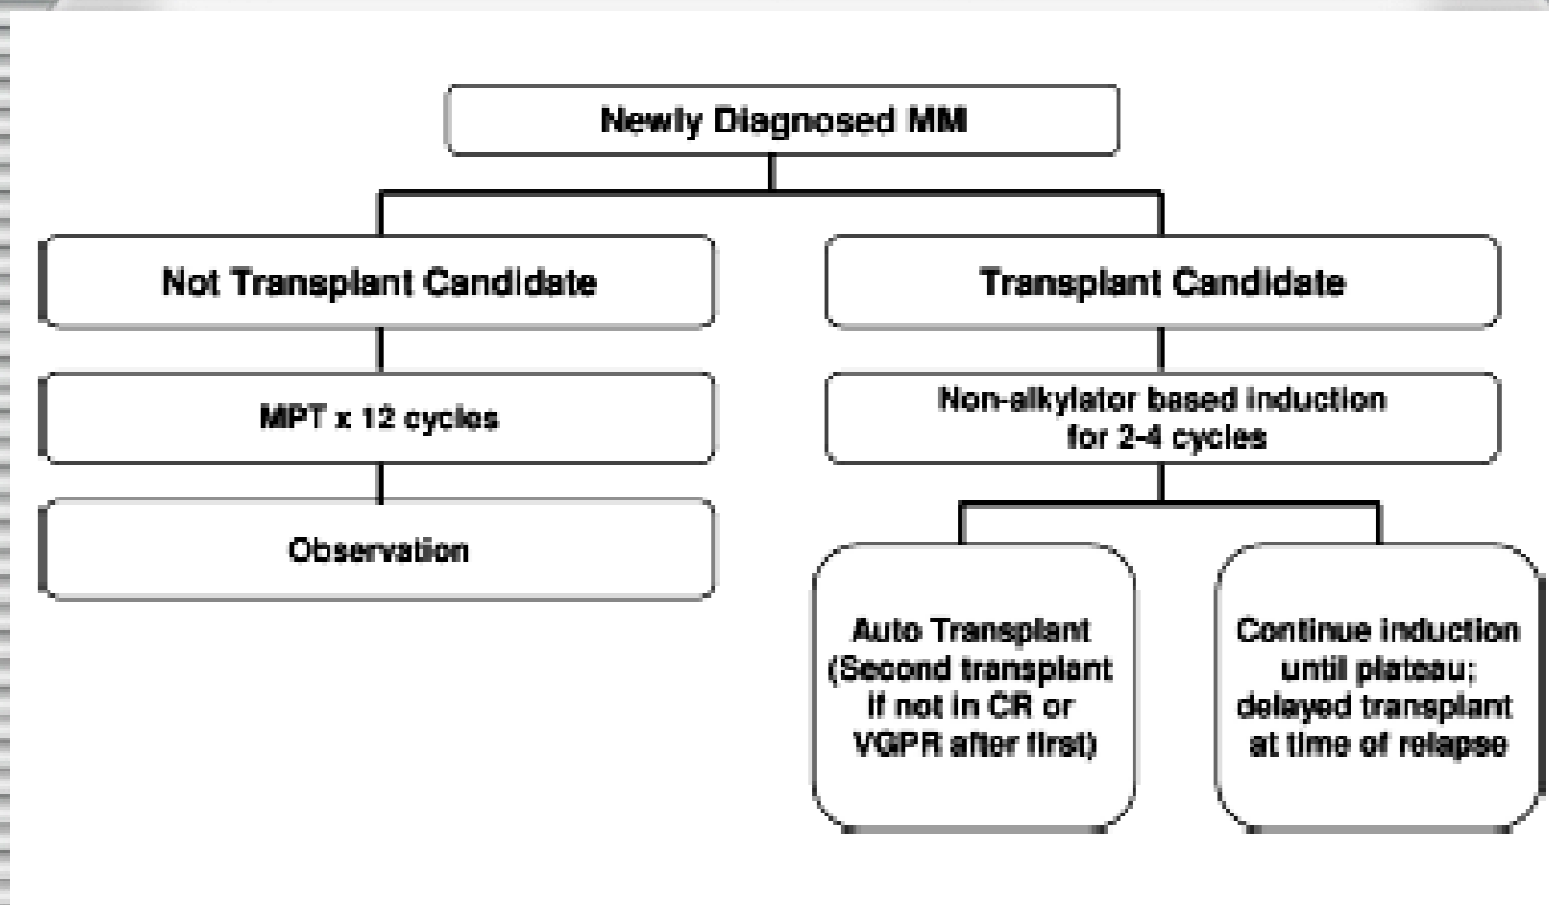 Newly Diagnosed MM
Not Transplant Candidate
Transplant Candidate
MPT x 12 cycles
Non-alkylator based induction
for 2-4 cycles
Observation
Auto Transplant
(Second transplant
if not in CR or
VGPR after first)
Continue induction
until plateau;
delayed transplant
at time of relapse